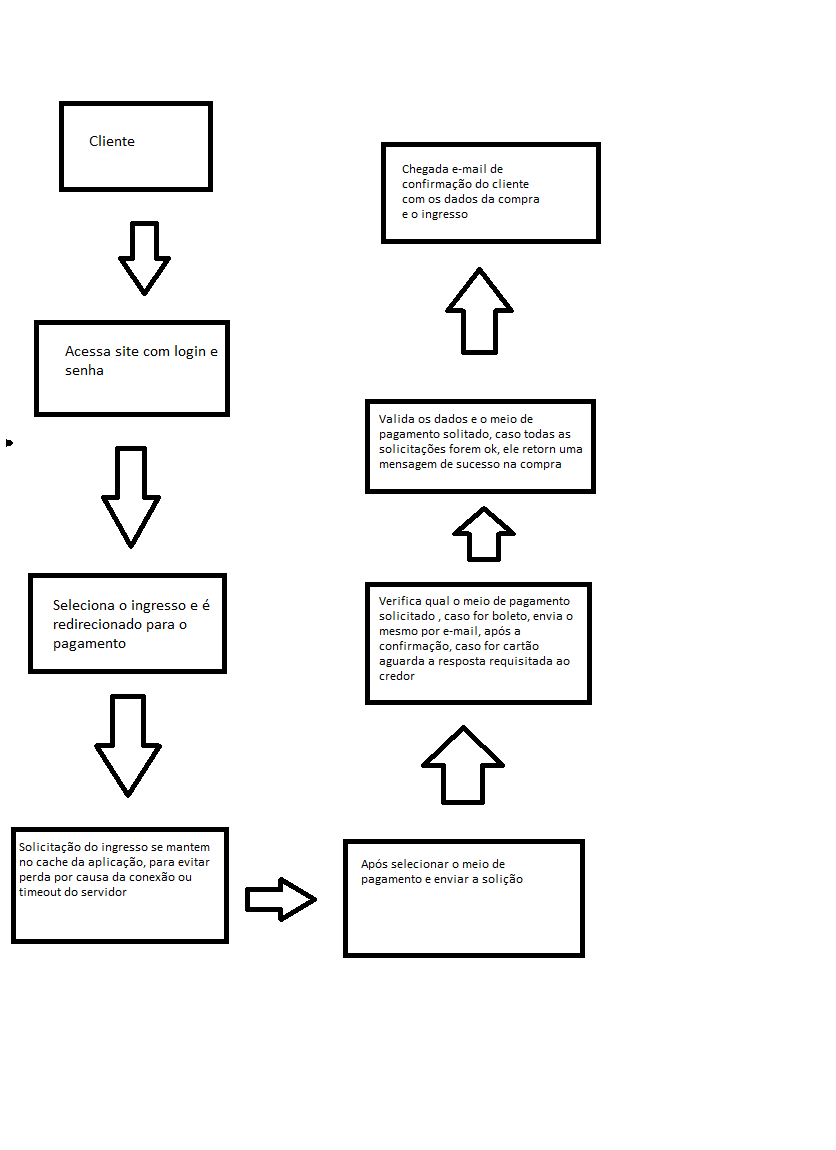 Cliente
Acessa site com login e
senha
Seleciona o ingresso e é
redirecionado para o
pagamento
Solicitação do ingresso se mantem
no cache da aplicação, para evitar
perda por causa da conexão ou
timeout do servidor
Após selecionar o meio de
pagamento e enviar a solição
Verifica qual o meio de pagamento
solicitado , caso for boleto, envia o
mesmo por e-mail, após a
confirmação, caso for cartão
aguarda a resposta requisitada ao
credor
Valida os dados e o meio de
pagamento solitado, caso todas as
solicitações forem ok, ele retorn uma
mensagem de sucesso na compra
Chegada e-mail de
confirmação do cliente
com os dados da compra
e o ingresso